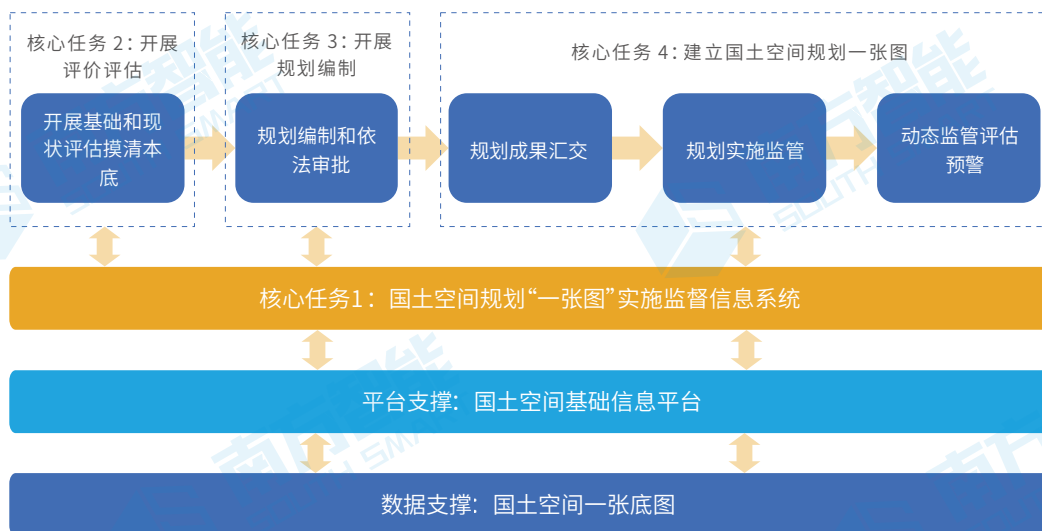 核心任务 2：开展
评价评估
核心任务 3：开展
规划编制
核心任务 4：建立国土空间规划一张图
开展基础和现
状评估摸清本
底
规划编制和依
法审批
规划成果汇交
规划实施监管
动态监管评估
预警
核心任务1：国土空间规划“一张图”实施监督信息系统
平台支撑：国土空间基础信息平台
数据支撑：国土空间一张底图
南方智能
SOUTH SMART